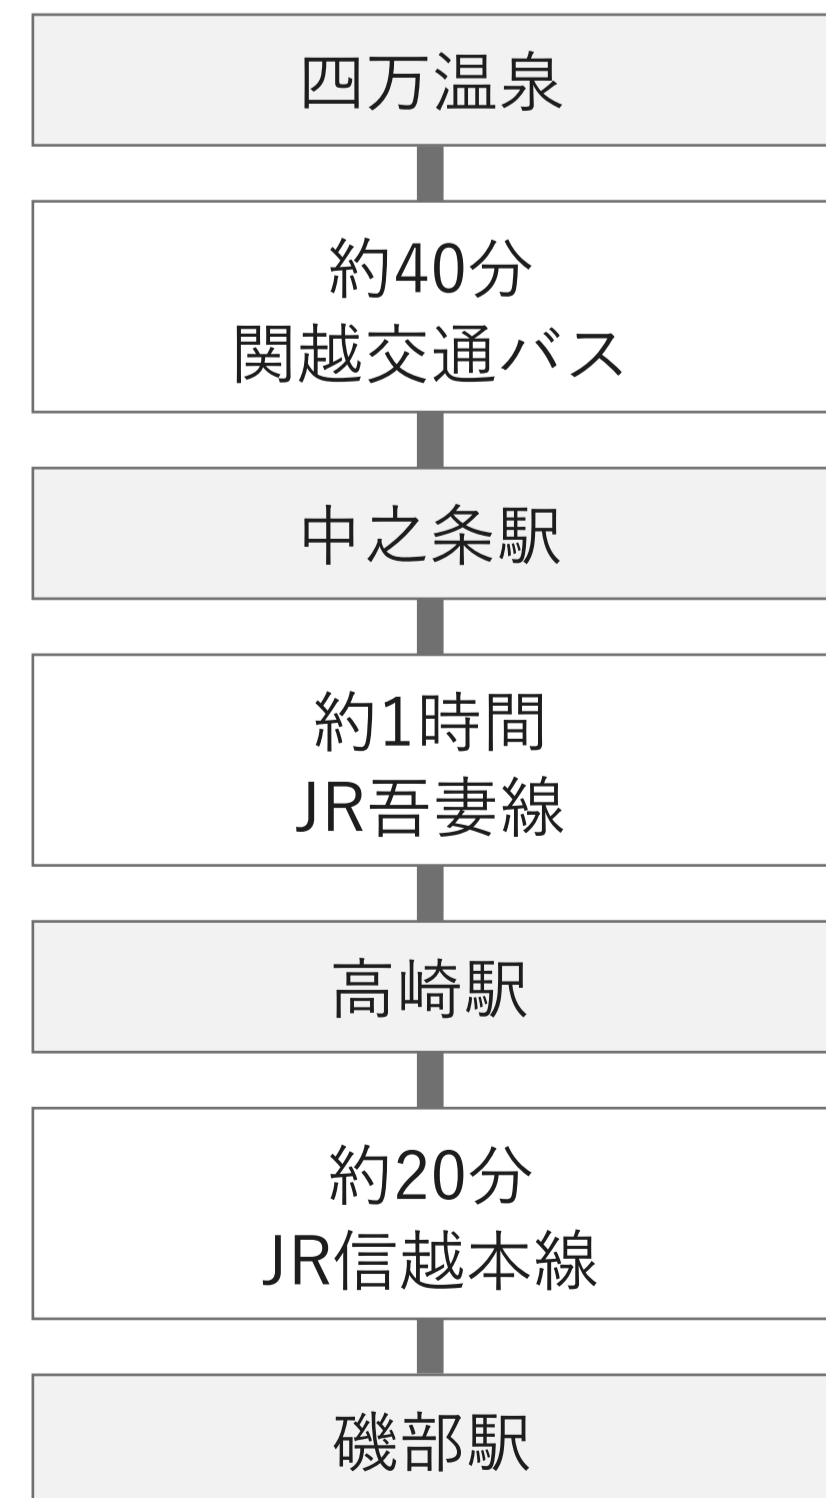 四万温泉
約40分
関越交通バス
中之条駅
約1時間
JR吾妻線
高崎駅
約20分
JR信越本線
磯部駅